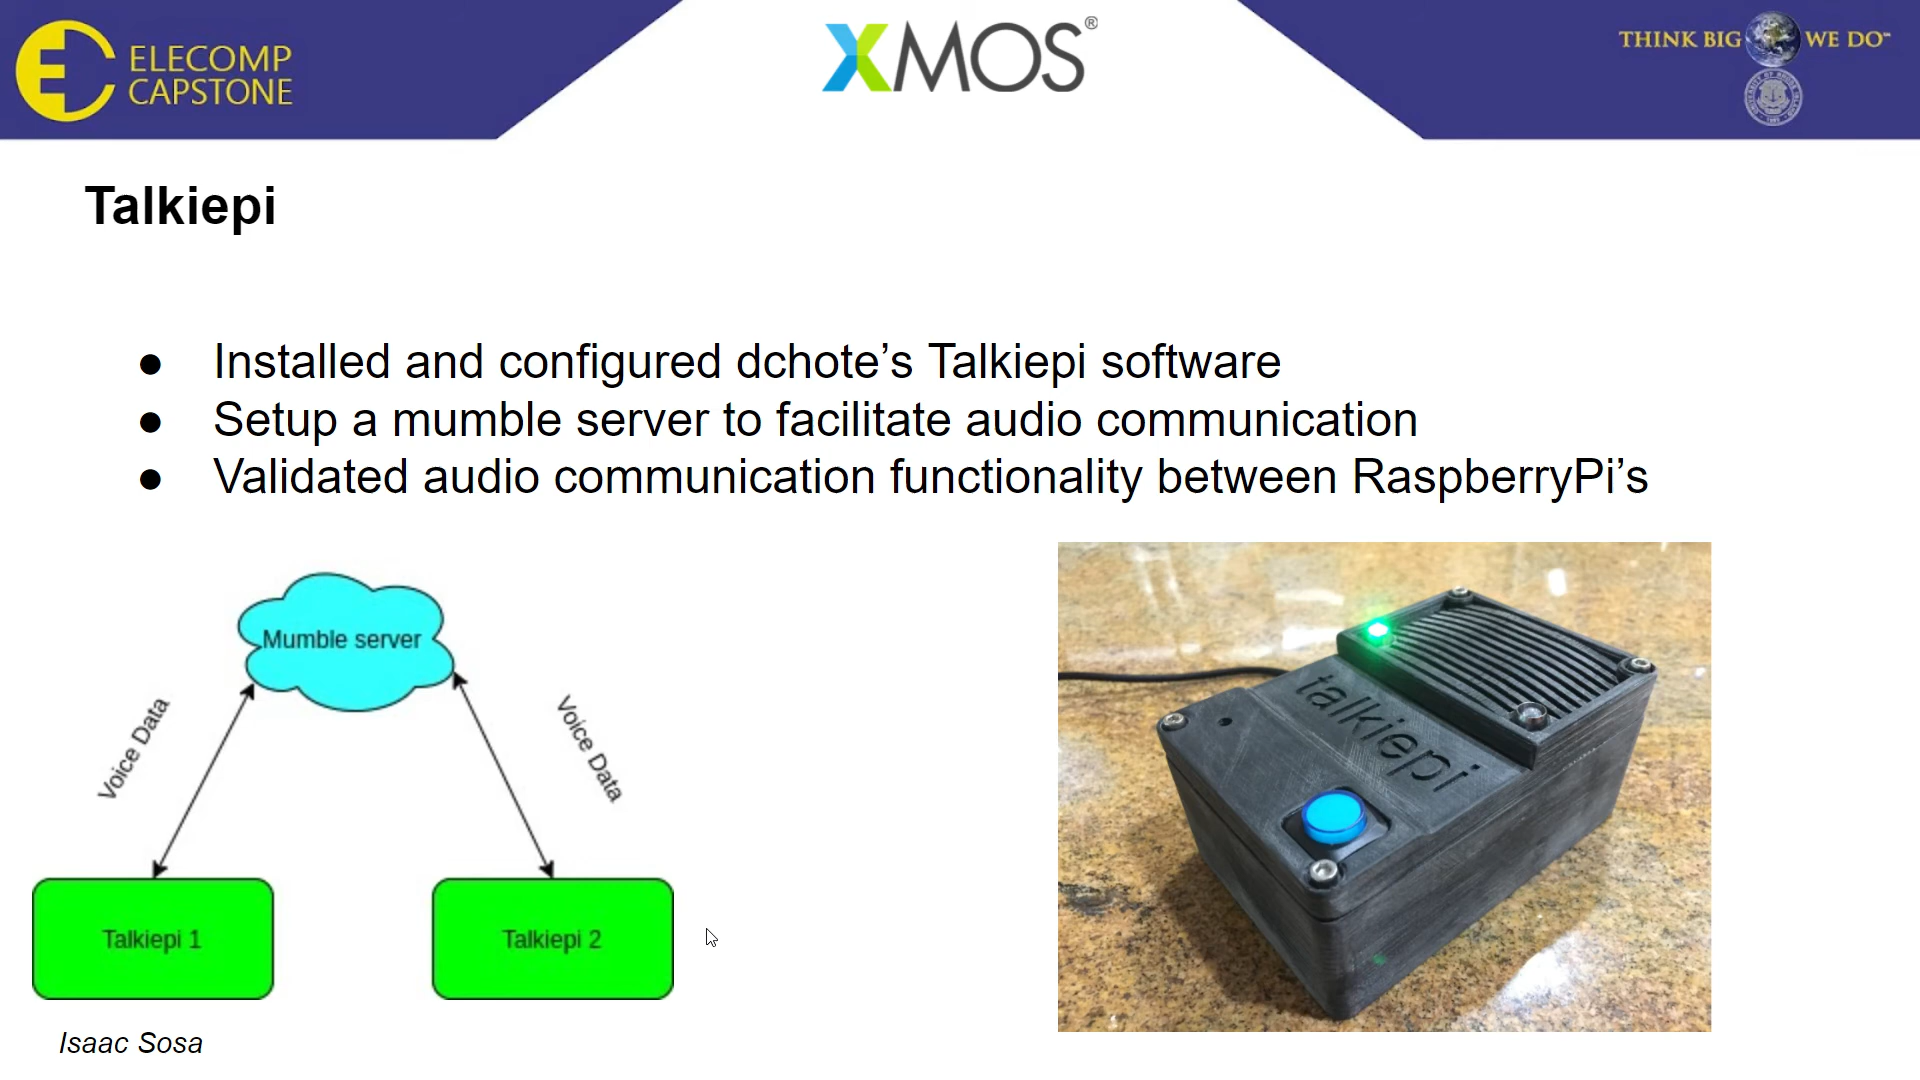 ELECOMP
CAPSTONE
XMOS®
THINK BIG WE DO℠
Talkiepi
● Installed and configured dchote’s Talkiepi software
● Setup a mumble server to facilitate audio communication
● Validated audio communication functionality between RaspberryPi’s
Mumble server
Voice Data
Voice Data
Talkiepi 1
Talkiepi 2
talkiepi
Isaac Sosa